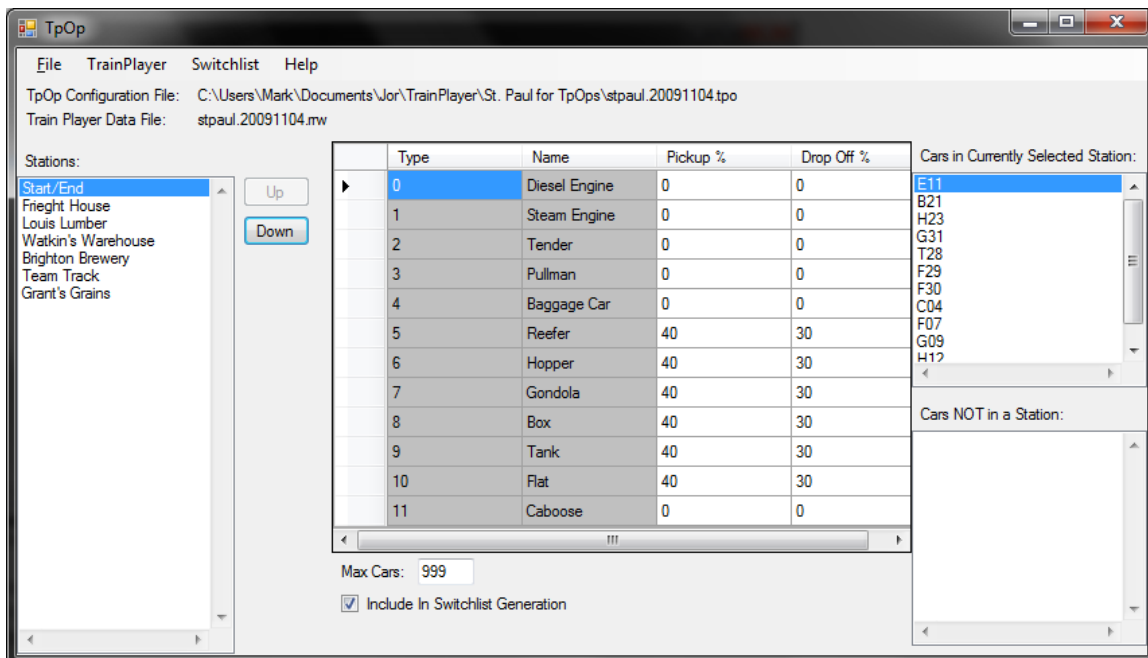 TpOp
File TrainPlayer Switchlist Help
TpOp Configuration File: C:\Users\Mark\Documents\Jor\TrainPlayer\St. Paul for TpOps\stpaul.20091104.tpo
Train Player Data File: stpaul.20091104.rrw
Stations:
Start/End
Frieght House
Louis Lumber
Watkin's Warehouse
Brighton Brewery
Team Track
Grant's Grains
Up
Down
Type Name Pickup % Drop Off %
0 Diesel Engine 0 0
1 Steam Engine 0 0
2 Tender 0 0
3 Pullman 0 0
4 Baggage Car 0 0
5 Reefer 40 30
6 Hopper 40 30
7 Gondola 40 30
8 Box 40 30
9 Tank 40 30
10 Flat 40 30
11 Caboose 0 0
Max Cars: 999
Include In Switchlist Generation
Cars in Currently Selected Station:
E11
B21
H23
G31
T28
F29
F30
C04
F07
G09
H12
Cars NOT in a Station: